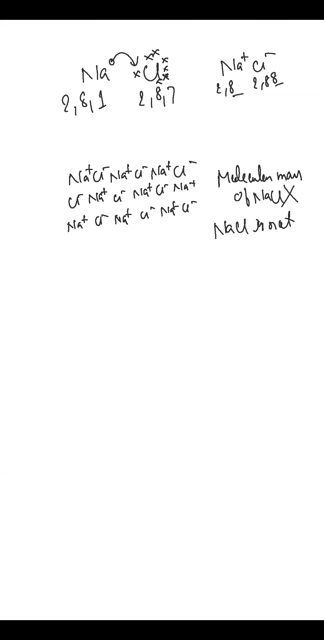 Na Cl
2,8,1 2,8,7
Na⁺ Cl⁻
2,8 2,8,8
Na⁺ Cl⁻ Na⁺ Cl⁻ Na⁺ Cl⁻
Cl⁻ Na⁺ Cl⁻ Na⁺ Cl⁻ Na⁺
Na⁺ Cl⁻ Na⁺ Cl⁻ Na⁺ Cl⁻
Molecular mass
of NaCl X
NaCl is not